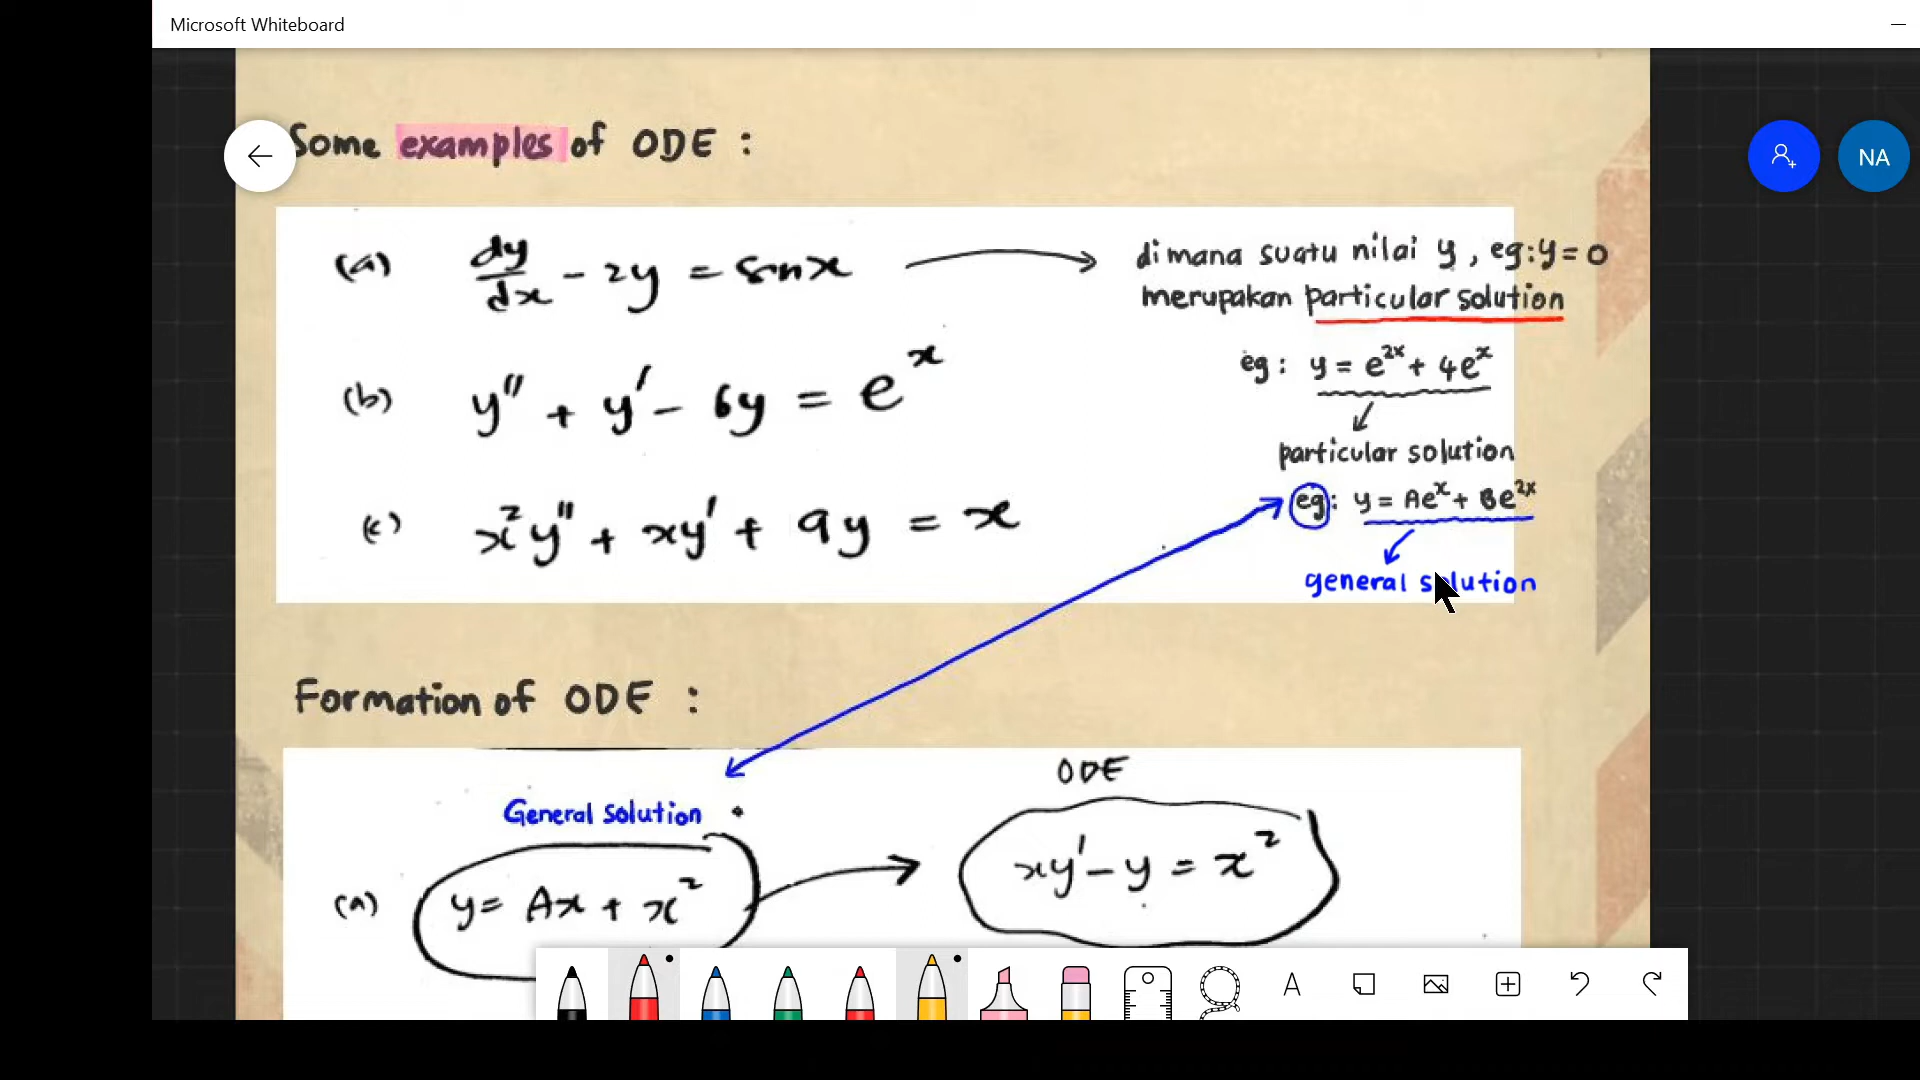 Microsoft Whiteboard
Some examples of ODE :
NA
(a) dy/dx - 2y = sin x
dimana suatu nilai y, eg: y = 0
merupakan particular solution
eg : y = e^2x + 4e^x
(b) y'' + y' - 6y = e^x
particular solution
eg : y = Ae^x + Be^2x
(c) x²y'' + xy' + 9y = x
general solution
Formation of ODE :
ODE
General solution
(a) y = Ax + x²
xy' - y = x²
A